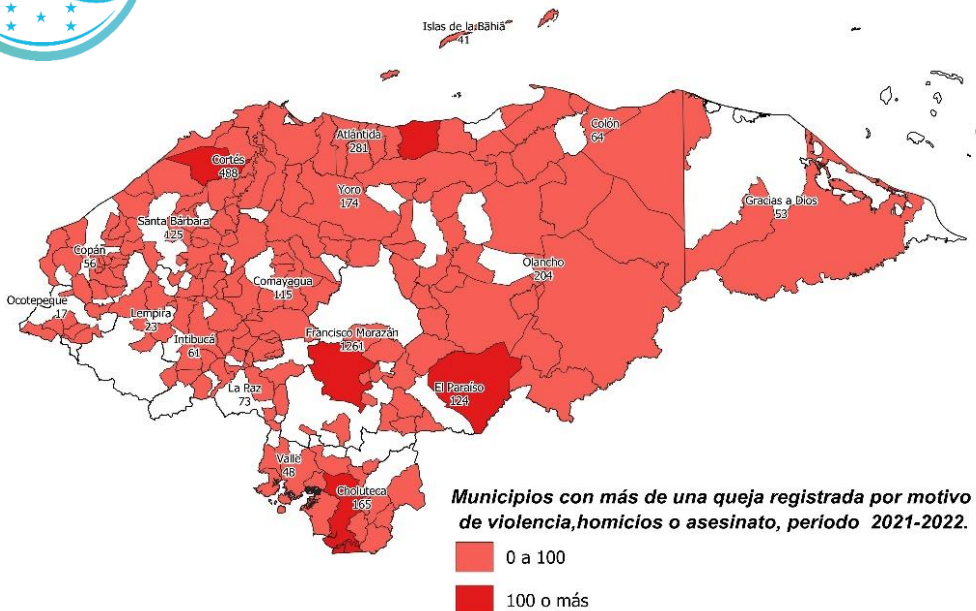 Islas de la Bahía
41
Atlántida
281
Colón
64
Cortés
488
Yoro
174
Gracias a Dios
53
Santa Bárbara
125
Copán
56
Olancho
204
Comayagua
115
Ocotepeque
17
Lempira
23
Intibucá
61
Francisco Morazán
1261
La Paz
73
El Paraíso
124
Valle
48
Choluteca
165
Municipios con más de una queja registrada por motivo
de violencia,homicios o asesinato, periodo 2021-2022.
0 a 100
100 o más